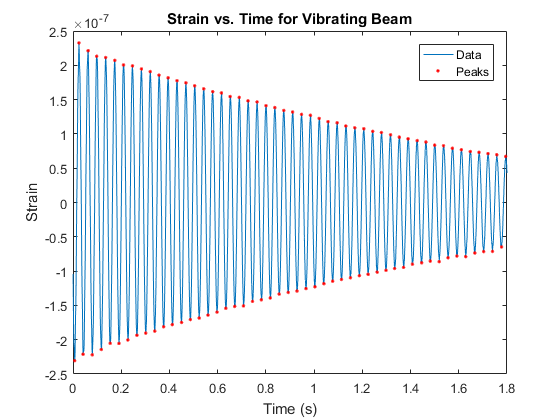 Strain vs. Time for Vibrating Beam
×10⁻⁷
2.5
2
1.5
1
0.5
0
-0.5
-1
-1.5
-2
-2.5
Strain
Data
Peaks
0 0.2 0.4 0.6 0.8 1 1.2 1.4 1.6 1.8
Time (s)